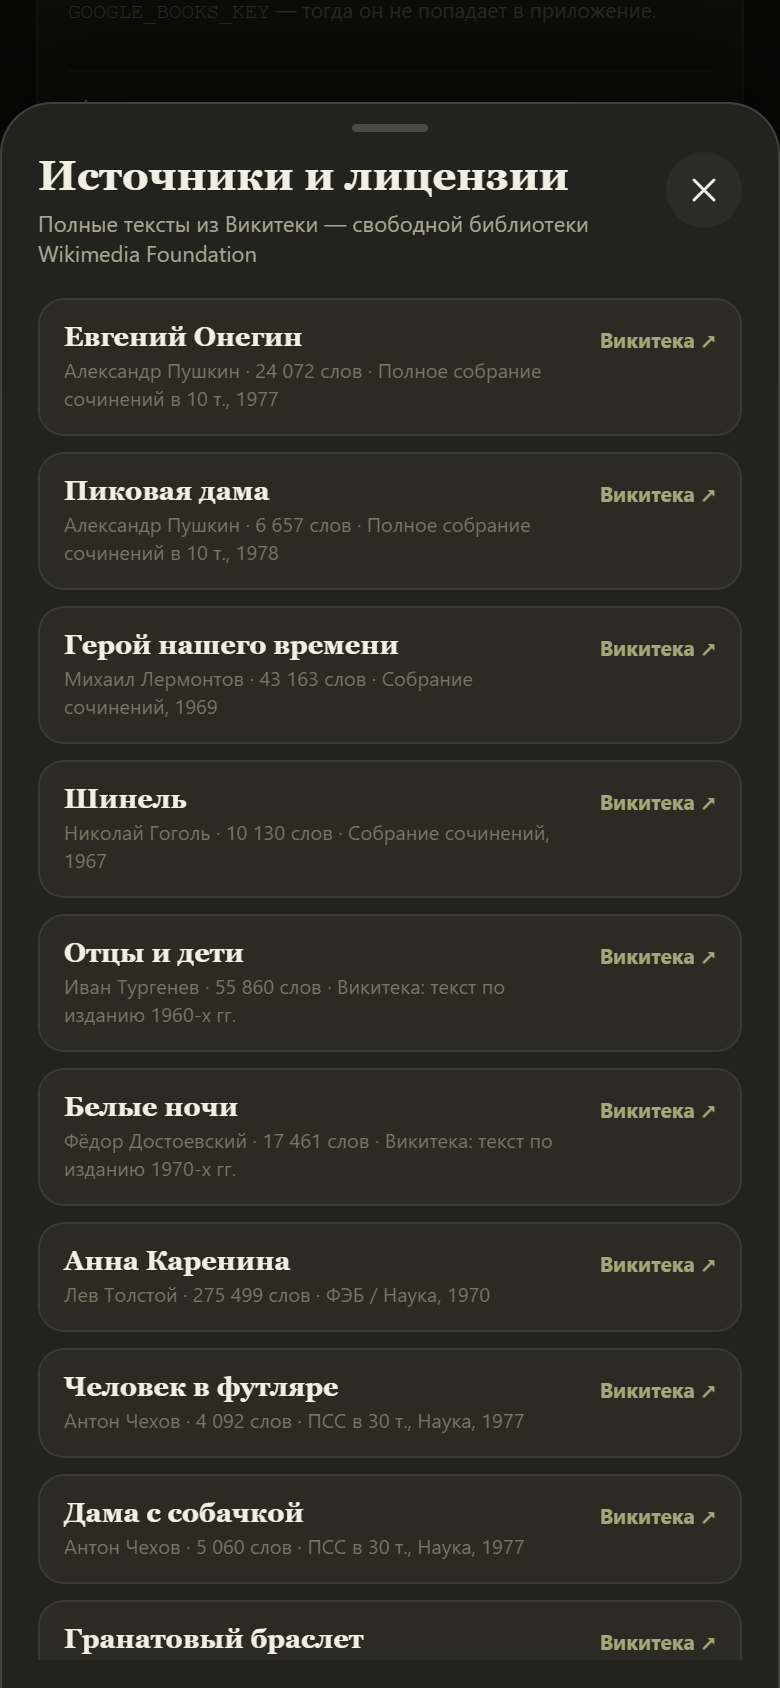 GOOGLE_BOOKS_KEY — тогда он не попадает в приложение.
Источники и лицензии
Полные тексты из Викитеки — свободной библиотеки
Wikimedia Foundation
Евгений Онегин
Викитека ↗
Александр Пушкин · 24 072 слов · Полное собрание
сочинений в 10 т., 1977
Пиковая дама
Викитека ↗
Александр Пушкин · 6 657 слов · Полное собрание
сочинений в 10 т., 1978
Герой нашего времени
Викитека ↗
Михаил Лермонтов · 43 163 слов · Собрание
сочинений, 1969
Шинель
Викитека ↗
Николай Гоголь · 10 130 слов · Собрание сочинений,
1967
Отцы и дети
Викитека ↗
Иван Тургенев · 55 860 слов · Викитека: текст по
изданию 1960-х гг.
Белые ночи
Викитека ↗
Фёдор Достоевский · 17 461 слов · Викитека: текст по
изданию 1970-х гг.
Анна Каренина
Викитека ↗
Лев Толстой · 275 499 слов · ФЭБ / Наука, 1970
Человек в футляре
Викитека ↗
Антон Чехов · 4 092 слов · ПСС в 30 т., Наука, 1977
Дама с собачкой
Викитека ↗
Антон Чехов · 5 060 слов · ПСС в 30 т., Наука, 1977
Гранатовый браслет
Викитека ↗